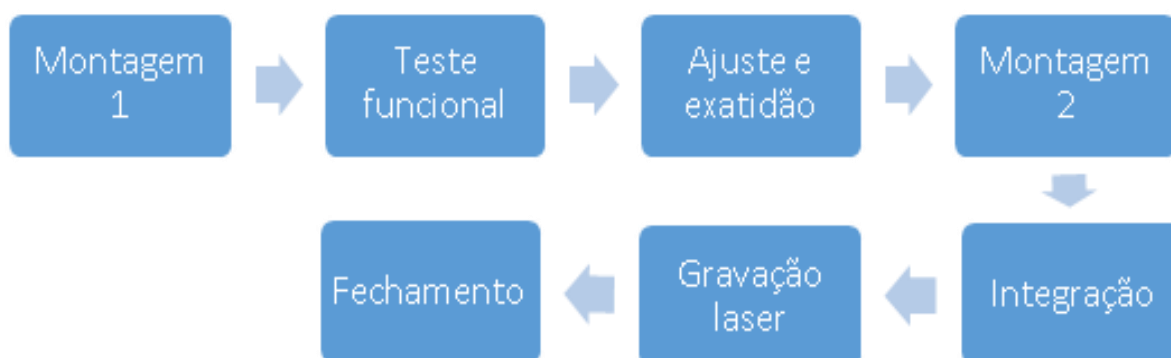 Montagem
1
Teste
funcional
Ajuste e
exatidão
Montagem
2
Integração
Gravação
laser
Fechamento